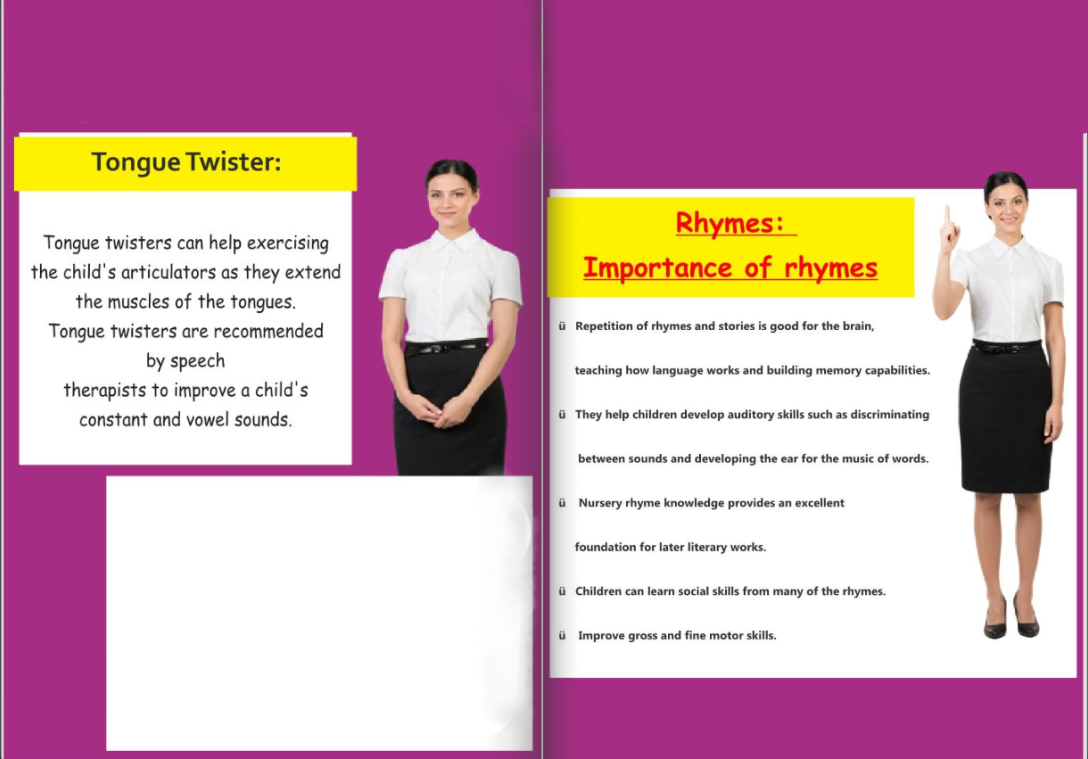 Tongue Twister:
Tongue twisters can help exercising
the child's articulators as they extend
the muscles of the tongues.
Tongue twisters are recommended
by speech
therapists to improve a child's
constant and vowel sounds.
Rhymes:
Importance of rhymes
ü Repetition of rhymes and stories is good for the brain,
teaching how language works and building memory capabilities.
ü They help children develop auditory skills such as discriminating
between sounds and developing the ear for the music of words.
ü Nursery rhyme knowledge provides an excellent
foundation for later literary works.
ü Children can learn social skills from many of the rhymes.
ü Improve gross and fine motor skills.